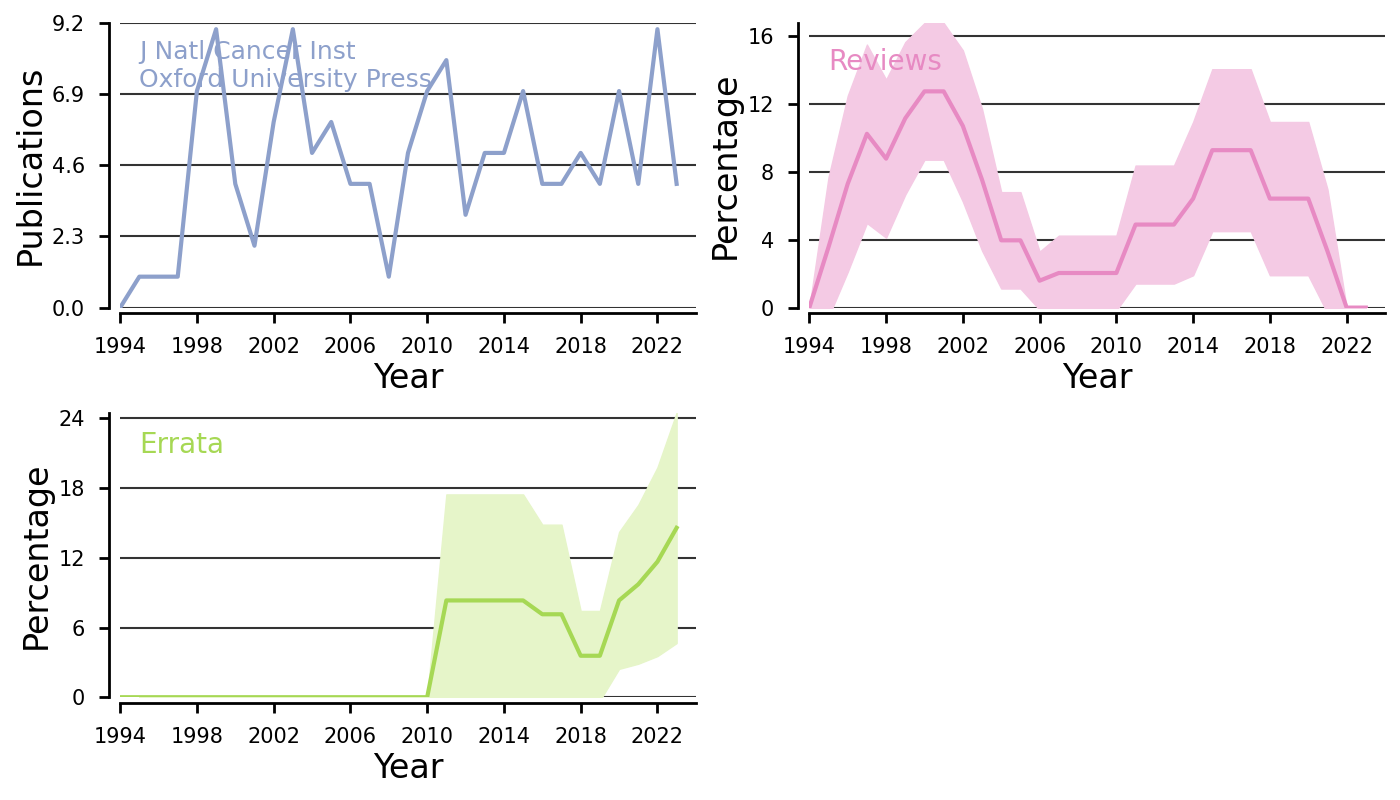 J Natl Cancer Inst
Oxford University Press
Publications
9.2
6.9
4.6
2.3
0.0
1994 1998 2002 2006 2010 2014 2018 2022
Year
Reviews
Percentage
16
12
8
4
0
1994 1998 2002 2006 2010 2014 2018 2022
Year
Errata
Percentage
24
18
12
6
0
1994 1998 2002 2006 2010 2014 2018 2022
Year